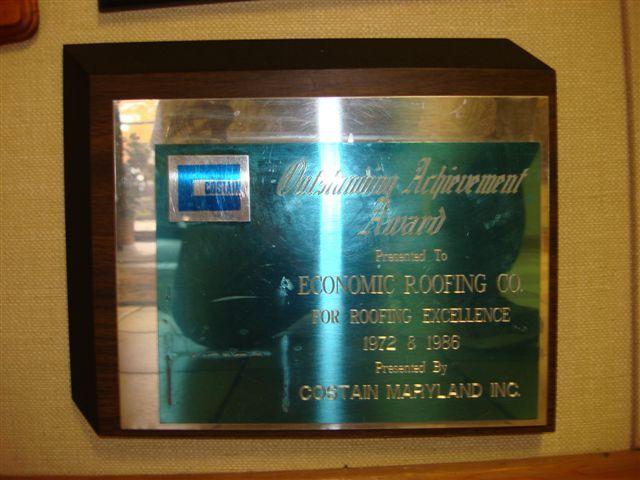 COSTAIN
Outstanding Achievement
Award
Presented To
ECONOMIC ROOFING CO.
FOR ROOFING EXCELLENCE
1972 & 1986
Presented By
COSTAIN MARYLAND INC.